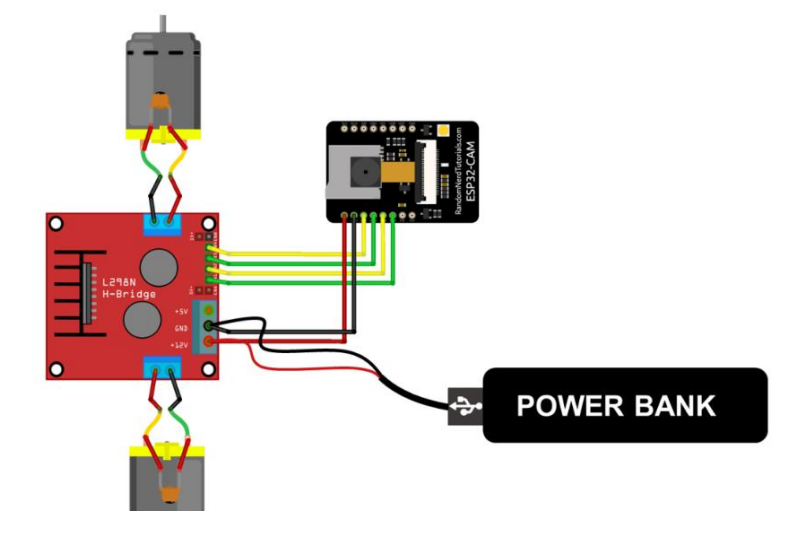 RandomNerdTutorials.com
ESP32-CAM
L298N
H-Bridge
+5V
GND
+12V
POWER BANK